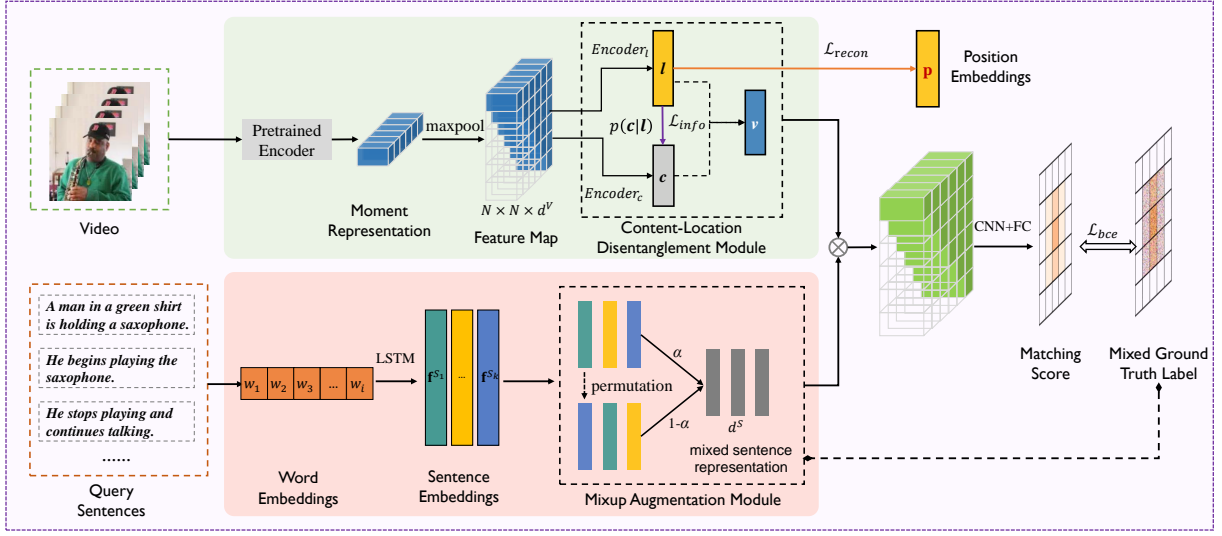 Video
Pretrained
Encoder
Moment
Representation
maxpool
N × N × d^V
Feature Map
Encoder_l
Encoder_c
l
p(c|l)
ℒ_info
c
v
Content-Location
Disentanglement Module
ℒ_recon
p
Position
Embeddings
CNN+FC
ℒ_bce
Matching
Score
Mixed Ground
Truth Label
A man in a green shirt
is holding a saxophone.
He begins playing the
saxophone.
He stops playing and
continues talking.
......
Query
Sentences
w_1 w_2 w_3 ... w_i
Word
Embeddings
LSTM
f^{S_1} ... f^{S_k}
Sentence
Embeddings
permutation
α
1-α
d^S
mixed sentence
representation
Mixup Augmentation Module